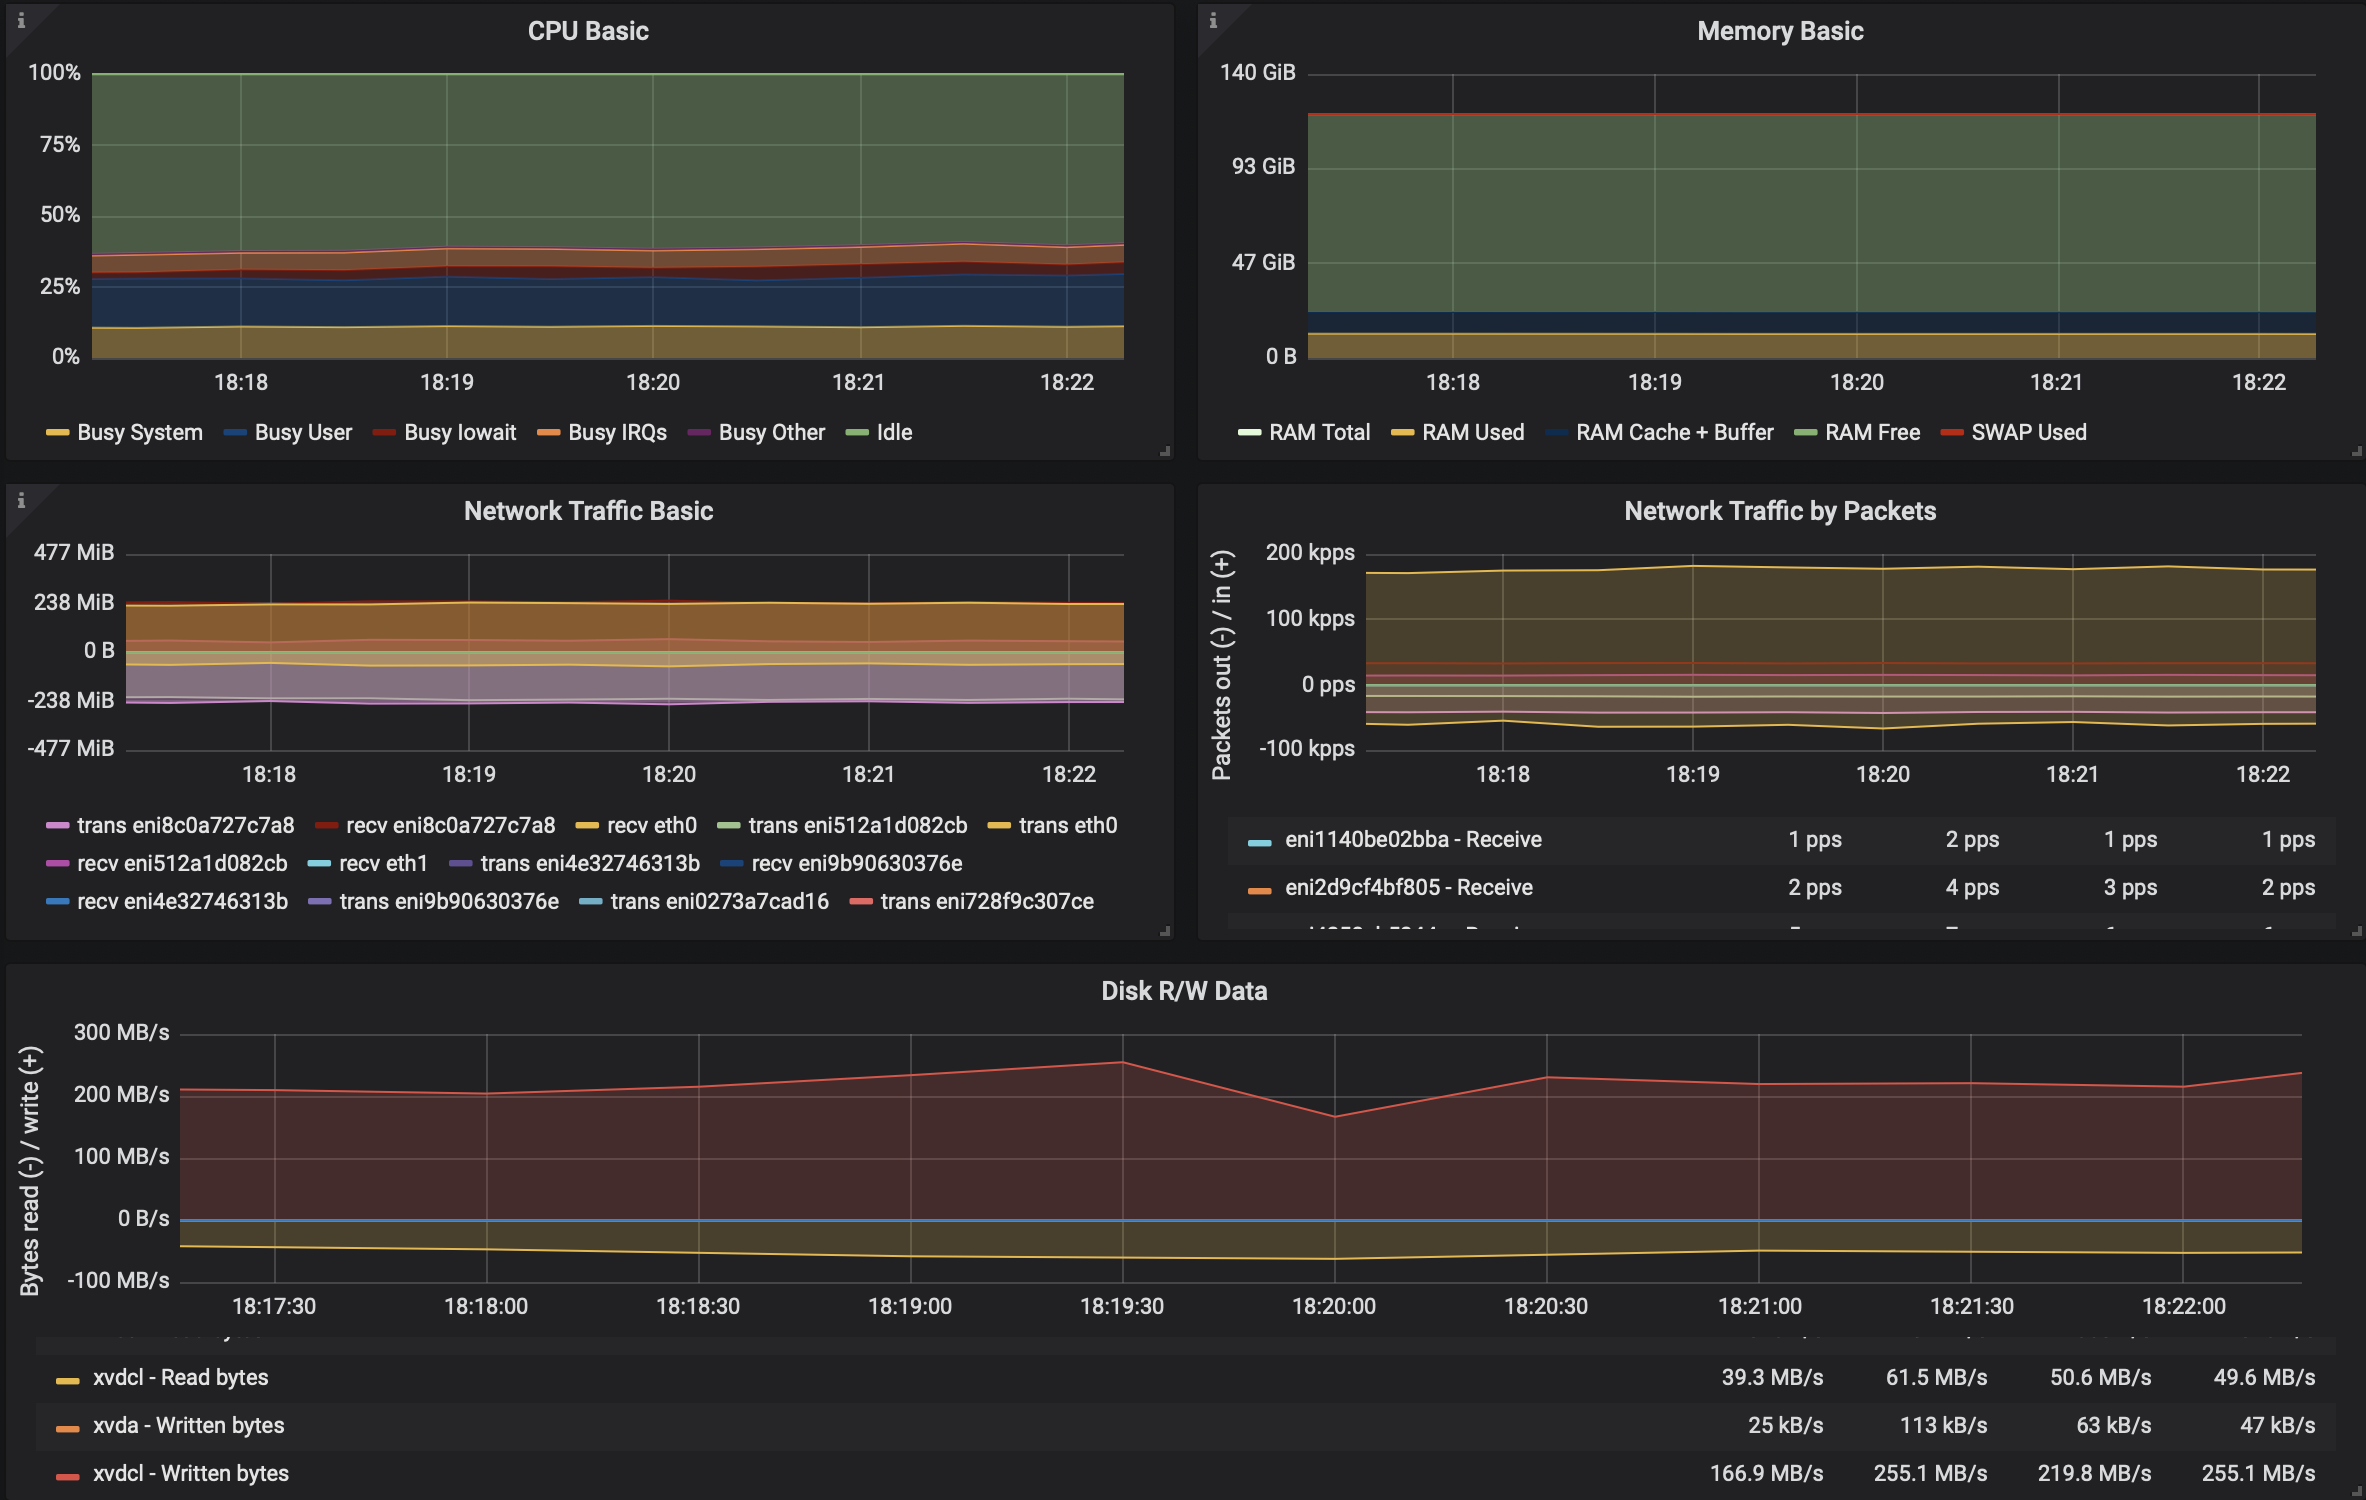 CPU Basic
100%
75%
50%
25%
0%
18:18 18:19 18:20 18:21 18:22
Busy System Busy User Busy Iowait Busy IRQs Busy Other Idle
Memory Basic
140 GiB
93 GiB
47 GiB
0 B
18:18 18:19 18:20 18:21 18:22
RAM Total RAM Used RAM Cache + Buffer RAM Free SWAP Used
Network Traffic Basic
477 MiB
238 MiB
0 B
-238 MiB
-477 MiB
18:18 18:19 18:20 18:21 18:22
trans eni8c0a727c7a8 recv eni8c0a727c7a8 recv eth0 trans eni512a1d082cb trans eth0
recv eni512a1d082cb recv eth1 trans eni4e32746313b recv eni9b90630376e
recv eni4e32746313b trans eni9b90630376e trans eni0273a7cad16 trans eni728f9c307ce
Network Traffic by Packets
Packets out (-) / in (+)
200 kpps
100 kpps
0 pps
-100 kpps
18:18 18:19 18:20 18:21 18:22
eni1140be02bba - Receive 1 pps 2 pps 1 pps 1 pps
eni2d9cf4bf805 - Receive 2 pps 4 pps 3 pps 2 pps
Disk R/W Data
Bytes read (-) / write (+)
300 MB/s
200 MB/s
100 MB/s
0 B/s
-100 MB/s
18:17:30 18:18:00 18:18:30 18:19:00 18:19:30 18:20:00 18:20:30 18:21:00 18:21:30 18:22:00
xvdcl - Read bytes 39.3 MB/s 61.5 MB/s 50.6 MB/s 49.6 MB/s
xvda - Written bytes 25 kB/s 113 kB/s 63 kB/s 47 kB/s
xvdcl - Written bytes 166.9 MB/s 255.1 MB/s 219.8 MB/s 255.1 MB/s